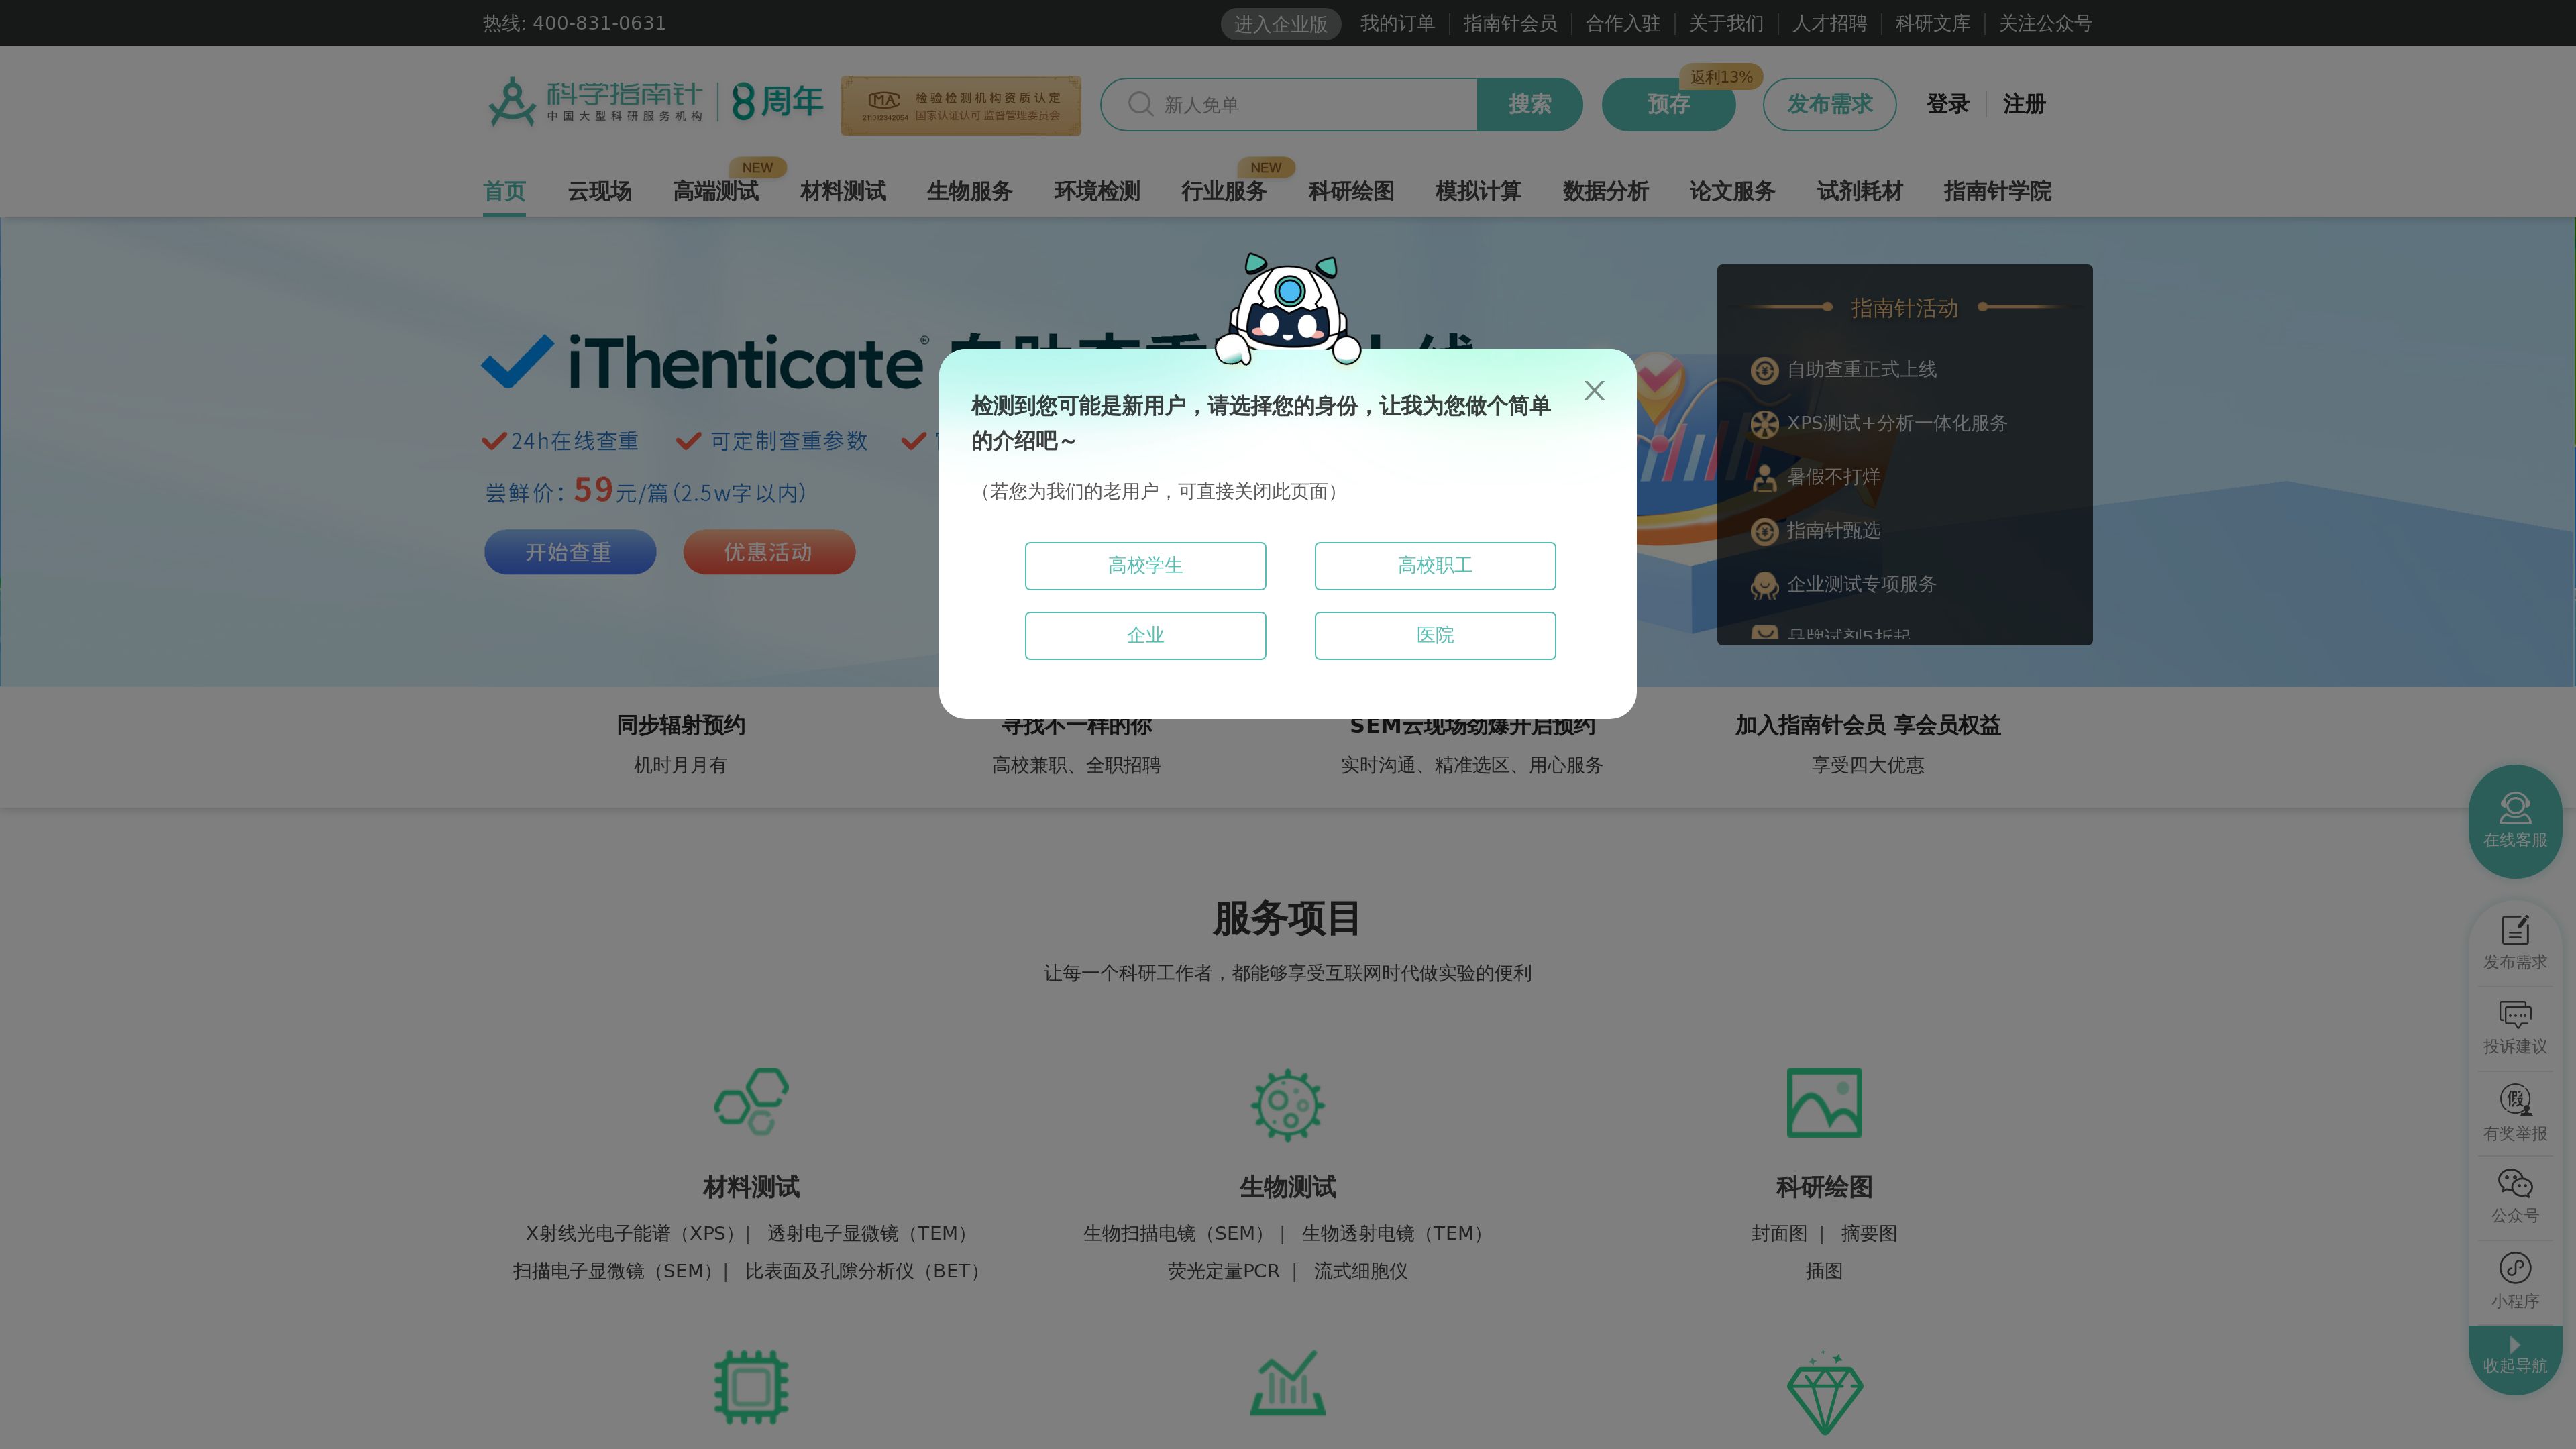 热线: 400-831-0631
进入企业版
我的订单
指南针会员
合作入驻
关于我们
人才招聘
科研文库
关注公众号
科学指南针
中国大型科研服务机构
8周年
MA
211012342054
检验检测机构资质认定
国家认证认可监督管理委员会
新人免单
搜索
预存
返利13%
发布需求
登录
注册
首页
云现场
高端测试
NEW
材料测试
生物服务
环境检测
行业服务
NEW
科研绘图
模拟计算
数据分析
论文服务
试剂耗材
指南针学院
iThenticate®
24h在线查重
可定制查重参数
尝鲜价：59元/篇(2.5w字以内)
开始查重
优惠活动
检测到您可能是新用户，请选择您的身份，让我为您做个简单
的介绍吧～
（若您为我们的老用户，可直接关闭此页面）
高校学生
高校职工
企业
医院
指南针活动
自助查重正式上线
XPS测试+分析一体化服务
暑假不打烊
指南针甄选
企业测试专项服务
品牌试剂5折起
同步辐射预约
机时月月有
寻找不一样的你
高校兼职、全职招聘
SEM云现场劲爆开启预约
实时沟通、精准选区、用心服务
加入指南针会员 享会员权益
享受四大优惠
服务项目
让每一个科研工作者，都能够享受互联网时代做实验的便利
材料测试
X射线光电子能谱（XPS）| 透射电子显微镜（TEM）
扫描电子显微镜（SEM）| 比表面及孔隙分析仪（BET）
生物测试
生物扫描电镜（SEM）| 生物透射电镜（TEM）
荧光定量PCR | 流式细胞仪
科研绘图
封面图 | 摘要图
插图
在线客服
发布需求
投诉建议
假
有奖举报
公众号
小程序
收起导航